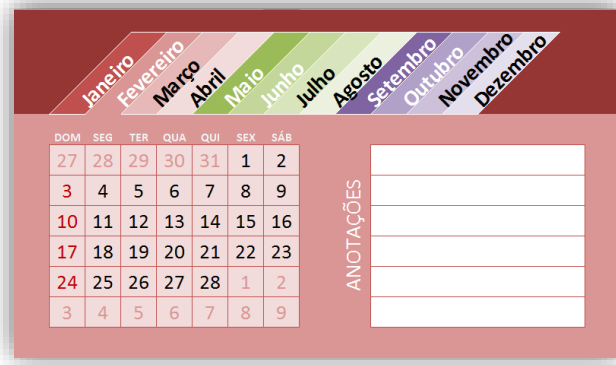 Janeiro Fevereiro Março Abril Maio Junho Julho Agosto Setembro Outubro Novembro Dezembro
DOM SEG TER QUA QUI SEX SÁB
27 28 29 30 31 1 2
3 4 5 6 7 8 9
10 11 12 13 14 15 16
17 18 19 20 21 22 23
24 25 26 27 28 1 2
3 4 5 6 7 8 9
ANOTAÇÕES